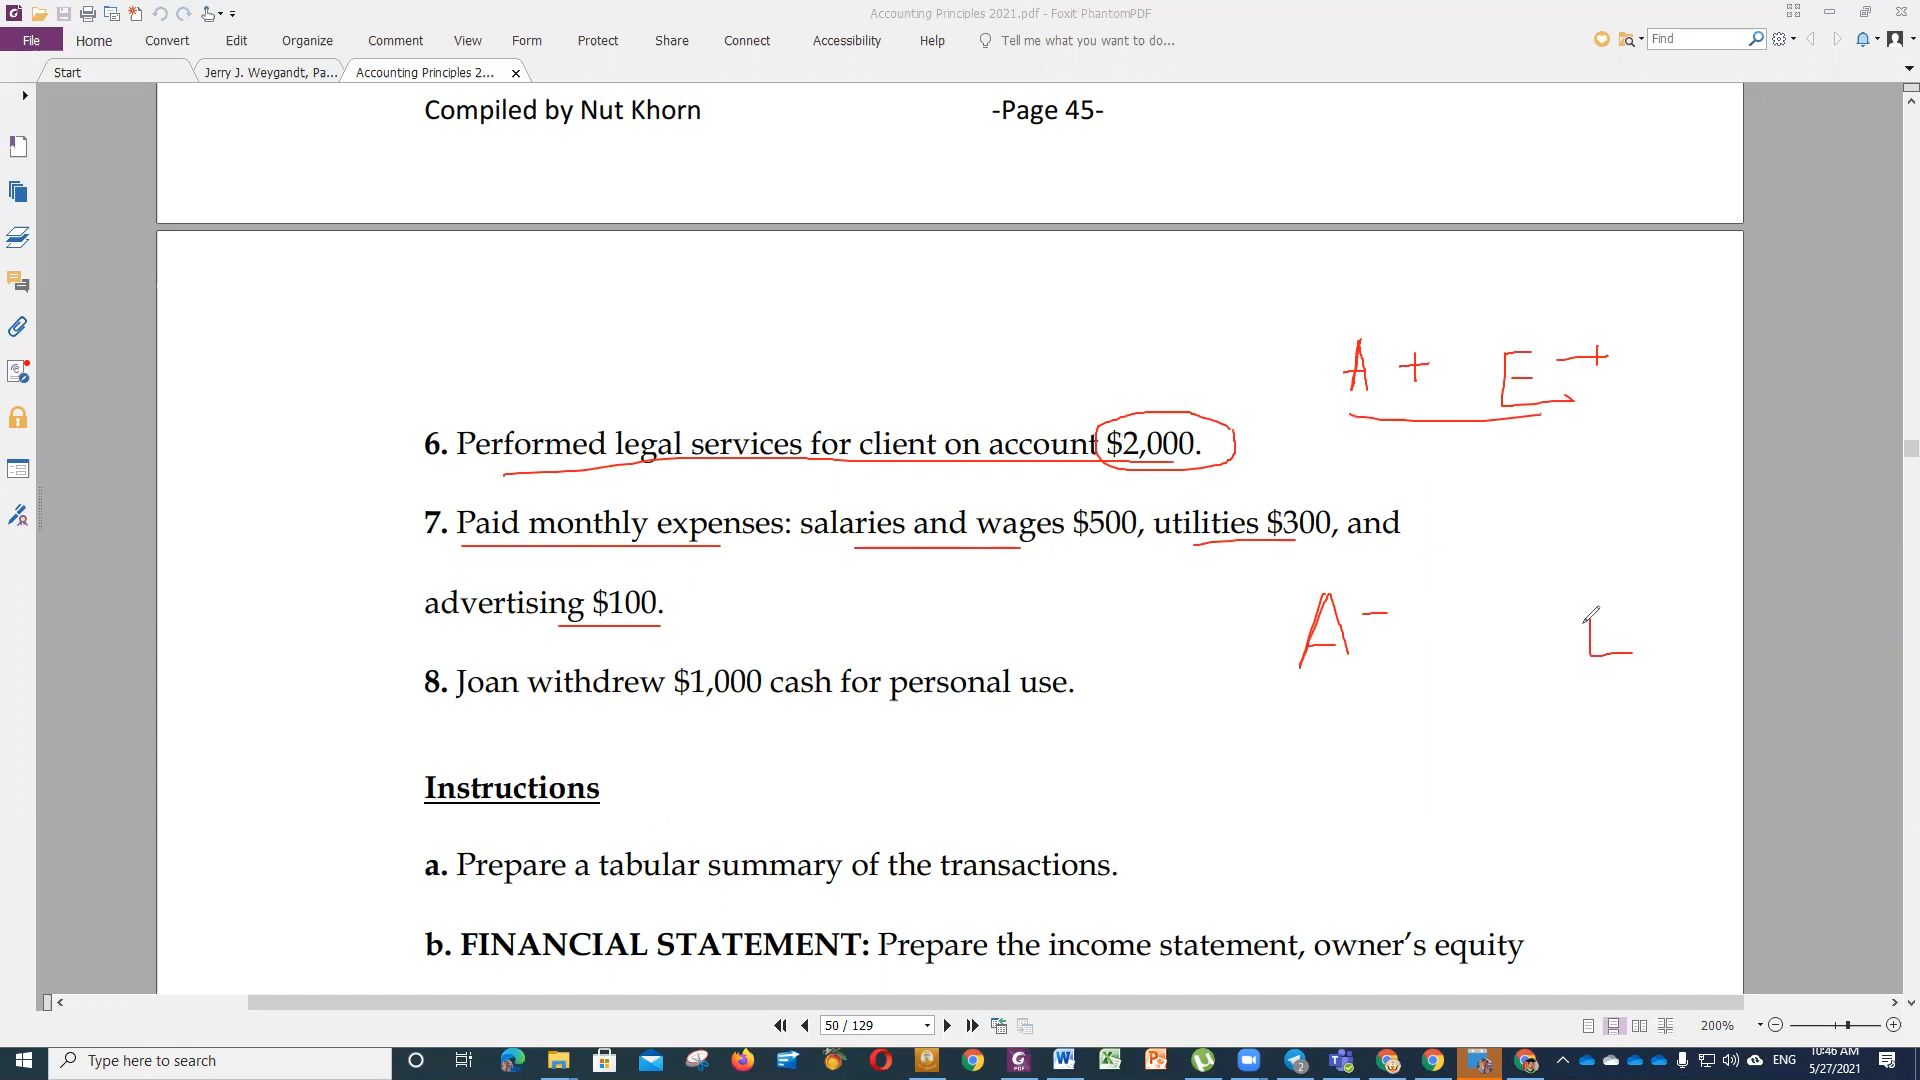 Accounting Principles 2021.pdf - Foxit PhantomPDF
File Home Convert Edit Organize Comment View Form Protect Share Connect Accessibility Help Tell me what you want to do... Find
Start Jerry J. Weygandt, Pa... Accounting Principles 2...
Compiled by Nut Khorn -Page 45-
A + E +
6. Performed legal services for client on account $2,000.
7. Paid monthly expenses: salaries and wages $500, utilities $300, and
advertising $100.
A - L
8. Joan withdrew $1,000 cash for personal use.
Instructions
a. Prepare a tabular summary of the transactions.
b. FINANCIAL STATEMENT: Prepare the income statement, owner's equity
50 / 129 200%
Type here to search ENG 10:46 AM
5/27/2021